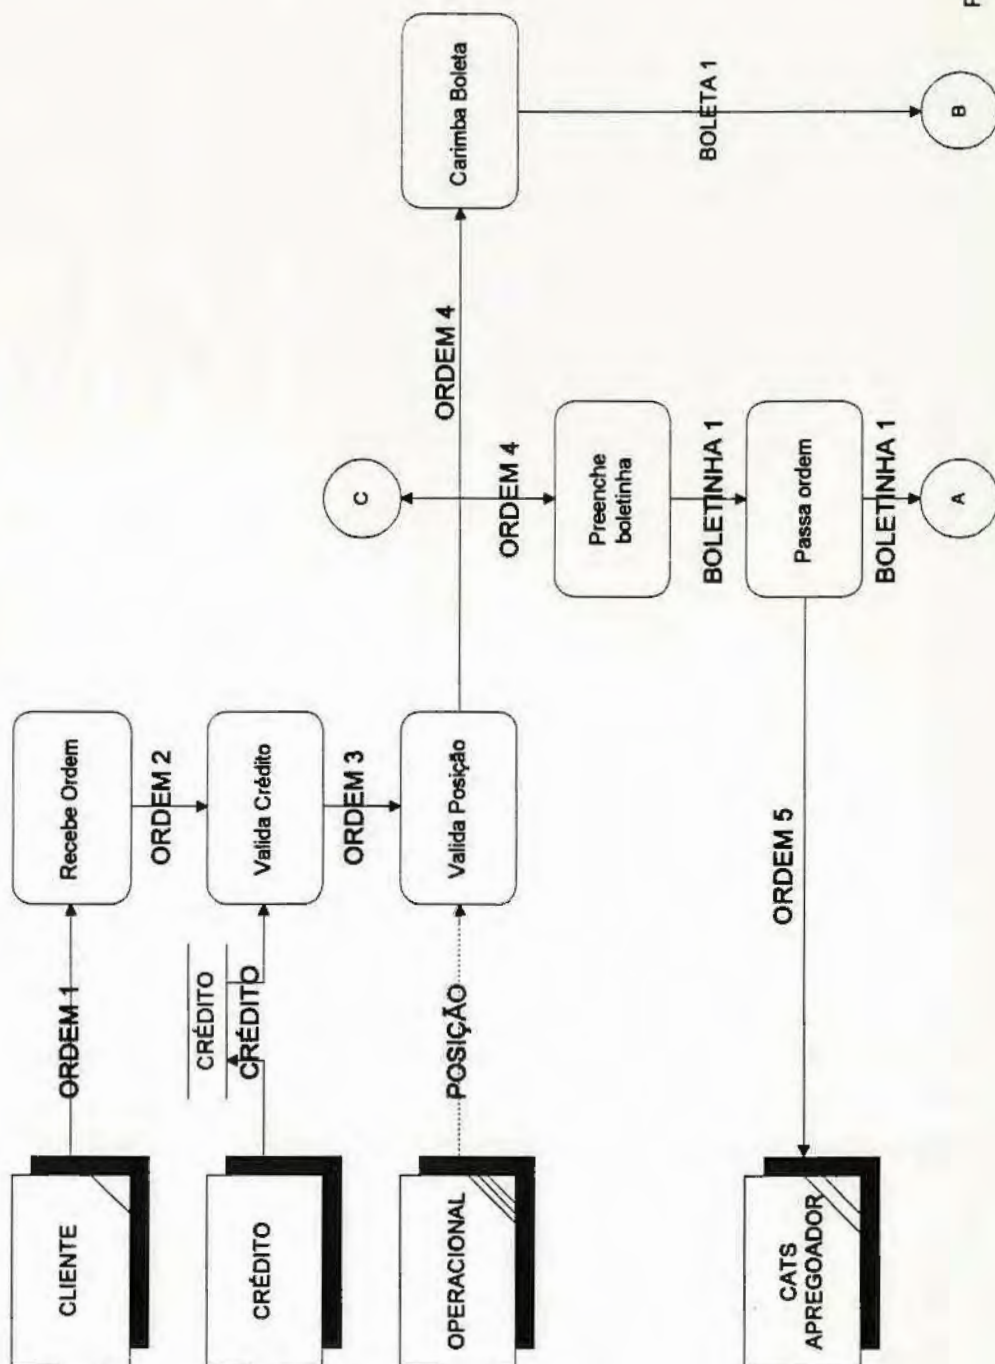 CLIENTE
ORDEM 1
Recebe Ordem
ORDEM 2
CRÉDITO
CRÉDITO
CRÉDITO
Valida Crédito
ORDEM 3
OPERACIONAL
POSIÇÃO
Valida Posição
C
ORDEM 4
Carimba Boleta
ORDEM 4
Preenche
boletinha
BOLETINHA 1
BOLETA 1
CATS
APREGOADOR
ORDEM 5
Passa ordem
BOLETINHA 1
A
B